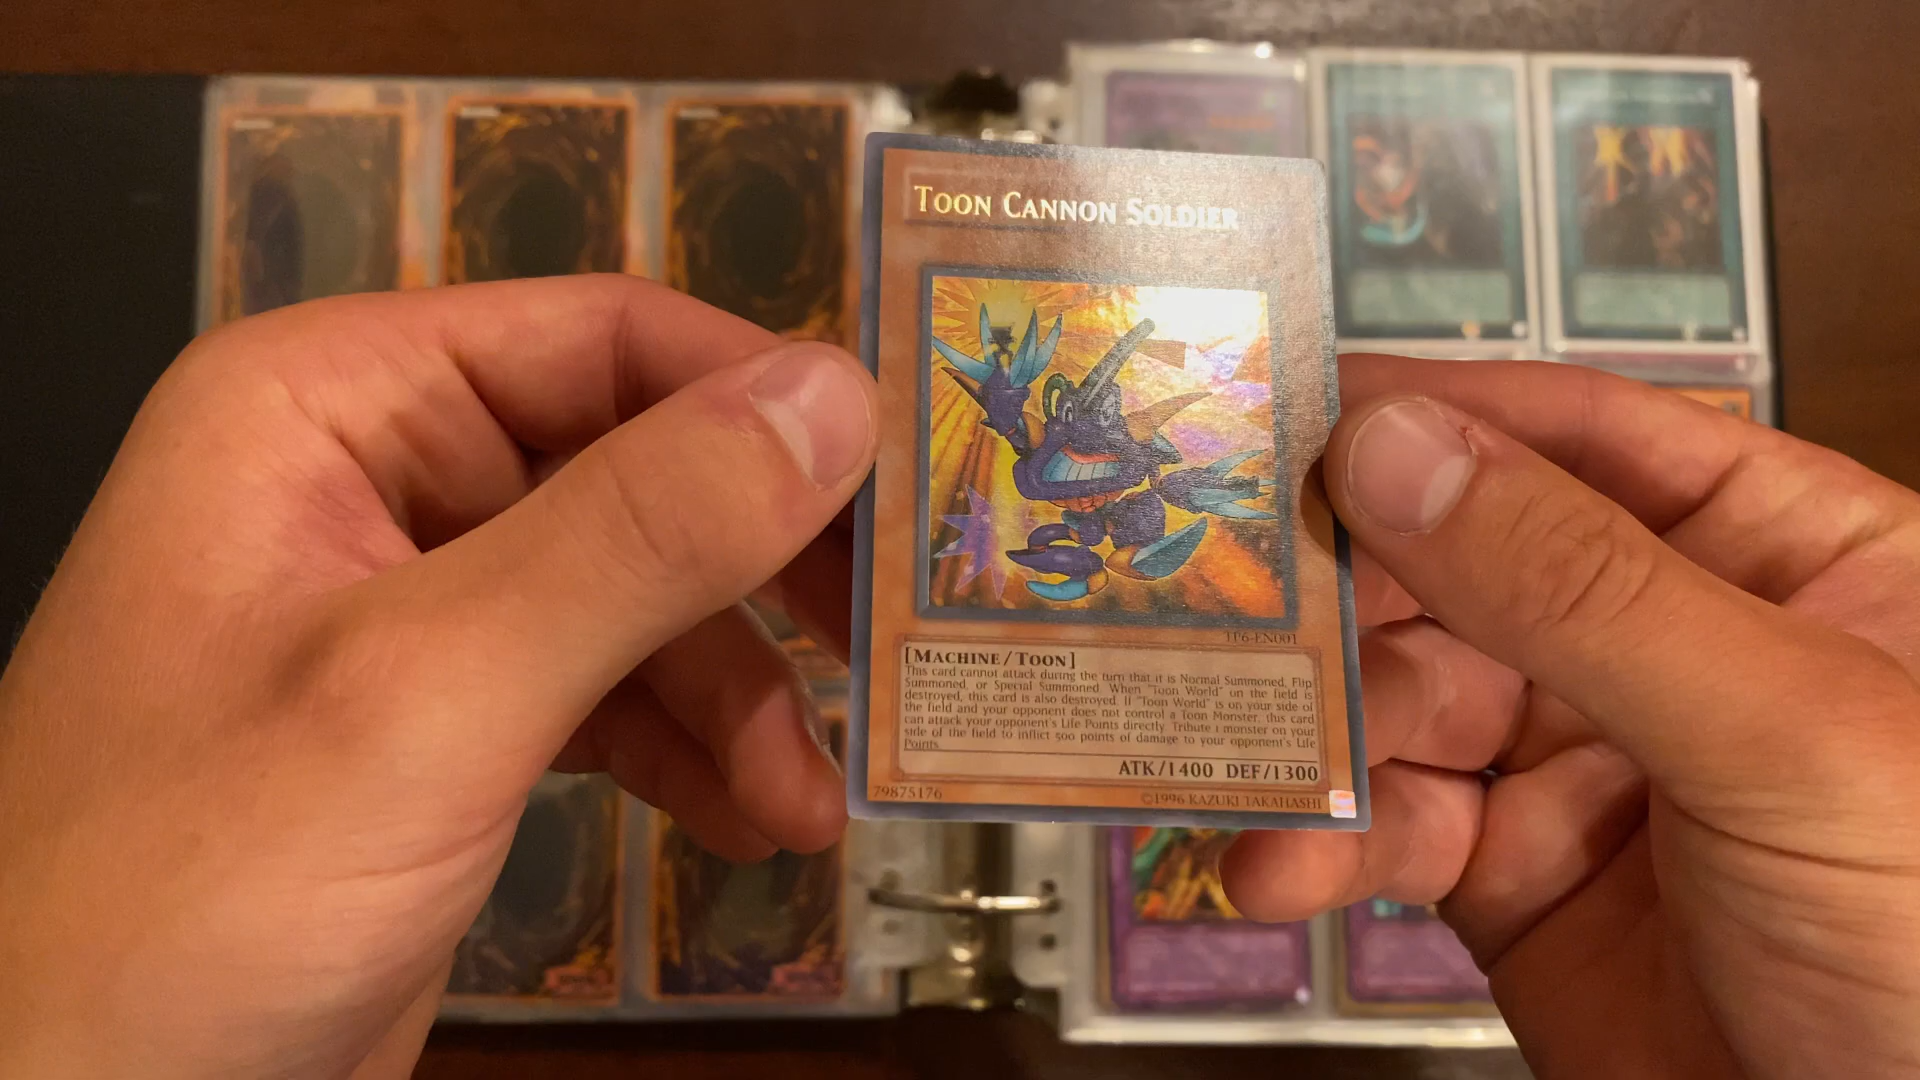 TOON CANNON SOLDIER
TP6-EN001
[MACHINE/TOON]
This card cannot attack during the turn that it is Normal Summoned, Flip
Summoned, or Special Summoned. When "Toon World" on the field is
destroyed, this card is also destroyed. If "Toon World" is on your side of
the field and your opponent does not control a Toon Monster, this card
can attack your opponent's Life Points directly. Tribute 1 monster on your
side of the field to inflict 500 points of damage to your opponent's Life
Points.
ATK/1400 DEF/1300
79875176
©1996 KAZUKI TAKAHASHI